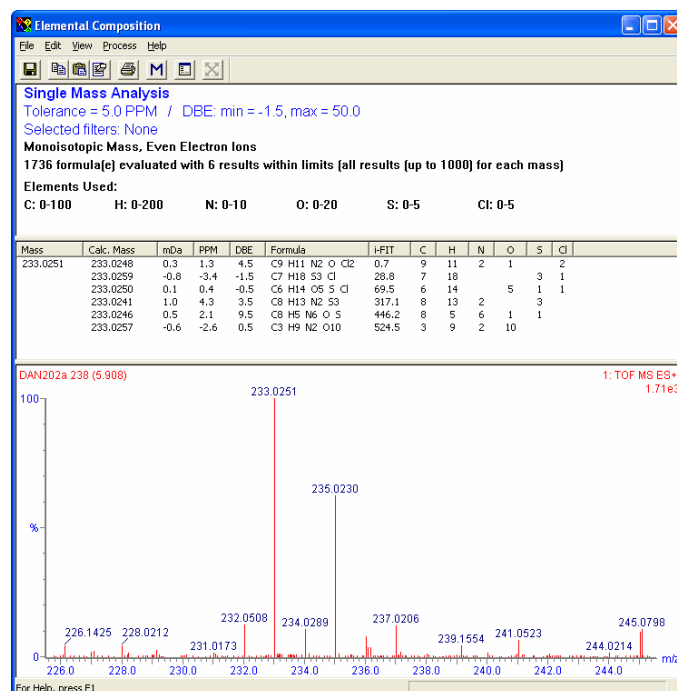 Elemental Composition
File Edit View Process Help
M
Single Mass Analysis
Tolerance = 5.0 PPM / DBE: min = -1.5, max = 50.0
Selected filters: None
Monoisotopic Mass, Even Electron Ions
1736 formula(e) evaluated with 6 results within limits (all results (up to 1000) for each mass)
Elements Used:
C: 0-100 H: 0-200 N: 0-10 O: 0-20 S: 0-5 Cl: 0-5
Mass Calc. Mass mDa PPM DBE Formula i-FIT C H N O S Cl
233.0251 233.0248 0.3 1.3 4.5 C9 H11 N2 O Cl2 0.7 9 11 2 1 2
233.0259 -0.8 -3.4 -1.5 C7 H18 S3 Cl 28.8 7 18 3 1
233.0250 0.1 0.4 -0.5 C6 H14 O5 S Cl 69.5 6 14 5 1 1
233.0241 1.0 4.3 3.5 C8 H13 N2 S3 317.1 8 13 2 3
233.0246 0.5 2.1 9.5 C8 H5 N6 O S 446.2 8 5 6 1 1
233.0257 -0.6 -2.6 0.5 C3 H9 N2 O10 524.5 3 9 2 10
DAN202a 238 (5.908) 1: TOF MS ES+
1.71e3
233.0251
100
235.0230
%
232.0508
234.0289
237.0206
245.0798
226.1425 228.0212
231.0173
239.1554
241.0523
244.0214
0
m/z
226.0 228.0 230.0 232.0 234.0 236.0 238.0 240.0 242.0 244.0
For Help, press F1